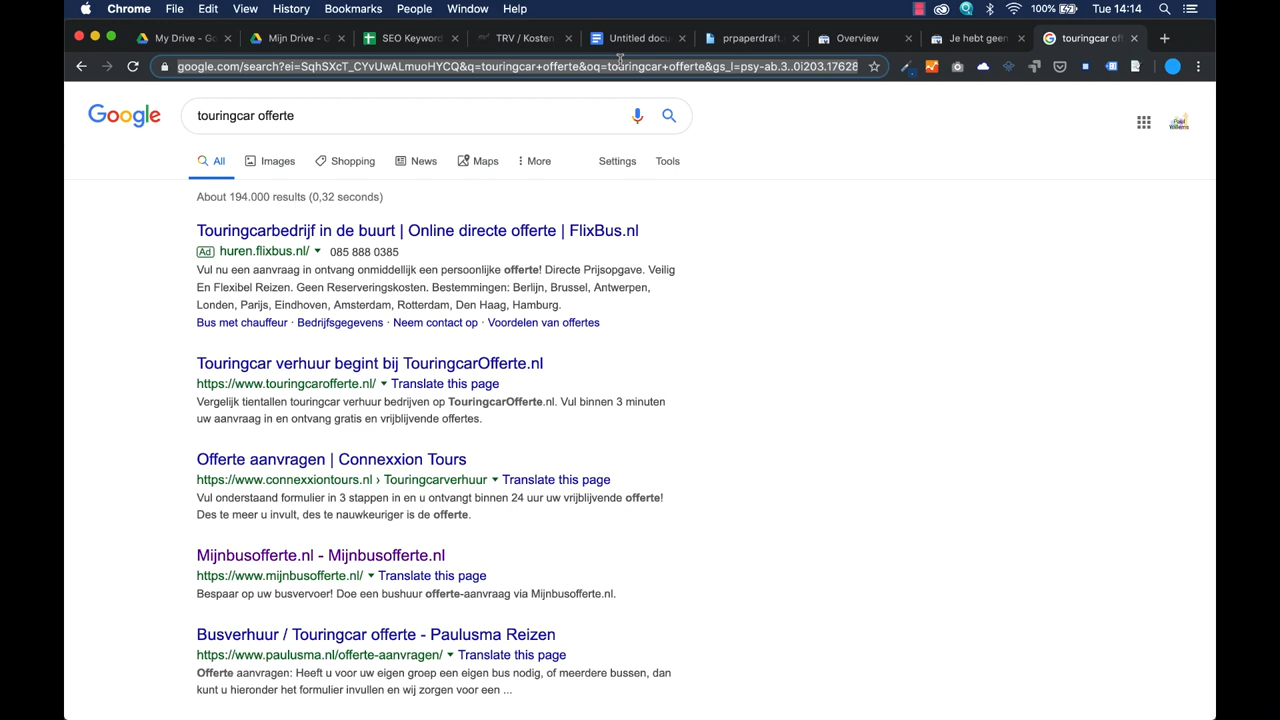 Chrome File Edit View History Bookmarks People Window Help 100% Tue 14:14
My Drive - Go Mijn Drive - G SEO Keyword TRV / Kosten Untitled docu prpaperdraft. Overview Je hebt geen touringcar of
google.com/search?ei=SqhSXcT_CYvUwALmuoHYCQ&q=touringcar+offerte&oq=touringcar+offerte&gs_l=psy-ab.3..0i203.17628
Google touringcar offerte
All Images Shopping News Maps More Settings Tools
About 194.000 results (0,32 seconds)
Touringcarbedrijf in de buurt | Online directe offerte | FlixBus.nl
Ad huren.flixbus.nl/ 085 888 0385
Vul nu een aanvraag in ontvang onmiddellijk een persoonlijke offerte! Directe Prijsopgave. Veilig
En Flexibel Reizen. Geen Reserveringskosten. Bestemmingen: Berlijn, Brussel, Antwerpen,
Londen, Parijs, Eindhoven, Amsterdam, Rotterdam, Den Haag, Hamburg.
Bus met chauffeur · Bedrijfsgegevens · Neem contact op · Voordelen van offertes
Touringcar verhuur begint bij TouringcarOfferte.nl
https://www.touringcarofferte.nl/ Translate this page
Vergelijk tientallen touringcar verhuur bedrijven op TouringcarOfferte.nl. Vul binnen 3 minuten
uw aanvraag in en ontvang gratis en vrijblijvende offertes.
Offerte aanvragen | Connexxion Tours
https://www.connexxiontours.nl › Touringcarverhuur Translate this page
Vul onderstaand formulier in 3 stappen in en u ontvangt binnen 24 uur uw vrijblijvende offerte!
Des te meer u invult, des te nauwkeuriger is de offerte.
Mijnbusofferte.nl - Mijnbusofferte.nl
https://www.mijnbusofferte.nl/ Translate this page
Bespaar op uw busvervoer! Doe een bushuur offerte-aanvraag via Mijnbusofferte.nl.
Busverhuur / Touringcar offerte - Paulusma Reizen
https://www.paulusma.nl/offerte-aanvragen/ Translate this page
Offerte aanvragen: Heeft u voor uw eigen groep een eigen bus nodig, of meerdere bussen, dan
kunt u hieronder het formulier invullen en wij zorgen voor een ...